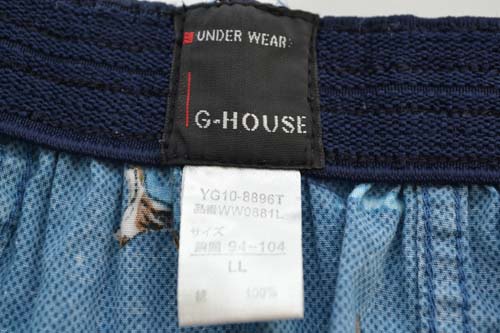 UNDER WEAR
G-HOUSE
YG10-8896T
品番WW0881L
サイズ
胴囲 94-104
LL
綿 100%